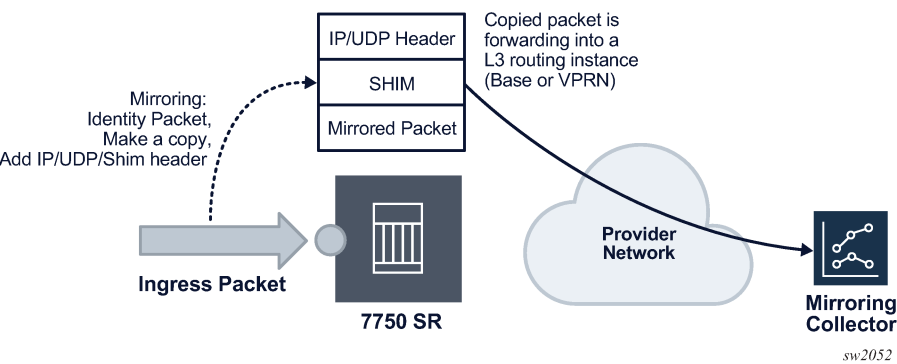 IP/UDP Header
SHIM
Mirrored Packet
Copied packet is
forwarding into a
L3 routing instance
(Base or VPRN)
Mirroring:
Identity Packet,
Make a copy,
Add IP/UDP/Shim header
Ingress Packet
7750 SR
Provider
Network
Mirroring
Collector
sw2052